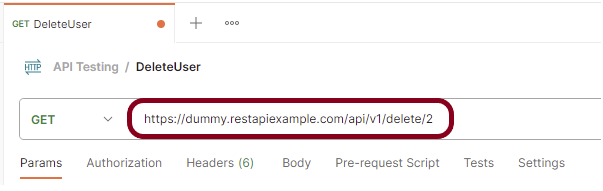 GET DeleteUser
HTTP API Testing / DeleteUser
GET https://dummy.restapiexample.com/api/v1/delete/2
Params Authorization Headers (6) Body Pre-request Script Tests Settings